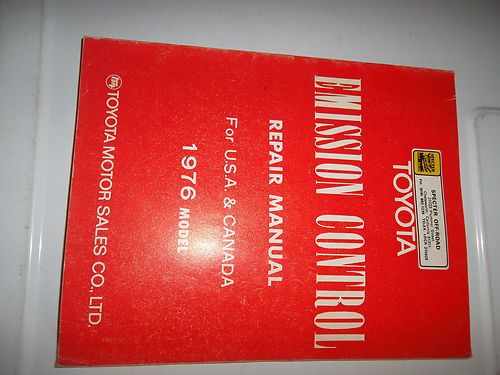 SPECTER OFF-ROAD
TOYOTA
EMISSION CONTROL
REPAIR MANUAL
For U.S.A. & CANADA
1976 MODEL
TOYOTA MOTOR SALES CO., LTD.